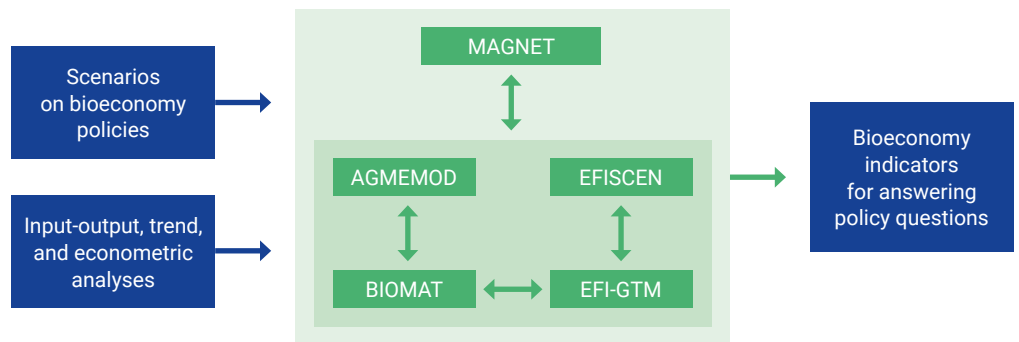 Scenarios
on bioeconomy
policies
Input-output, trend,
and econometric
analyses
MAGNET
AGMEMOD
EFISCEN
BIOMAT
EFI-GTM
Bioeconomy
indicators
for answering
policy questions